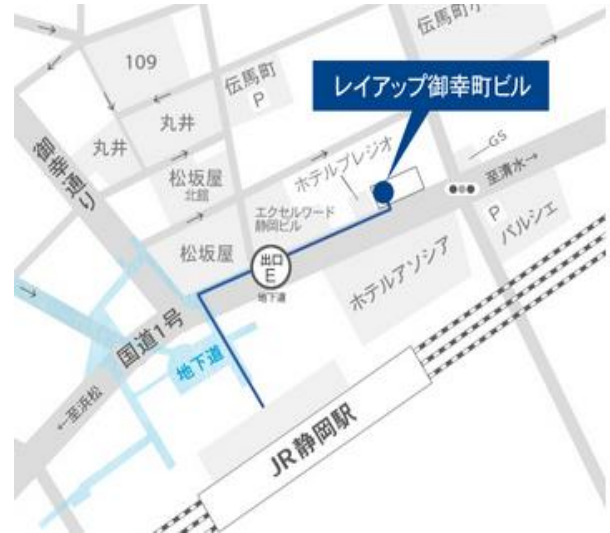 伝馬町
109
伝馬町
P
レイアップ御幸町ビル
丸井
丸井
御幸通り
GS
至清水→
ホテルプレジオ
松坂屋
北館
エクセルワード
静岡ビル
P
パルシェ
松坂屋
出口
E
地下道
ホテルアソシア
国道1号
地下道
←至浜松
JR静岡駅